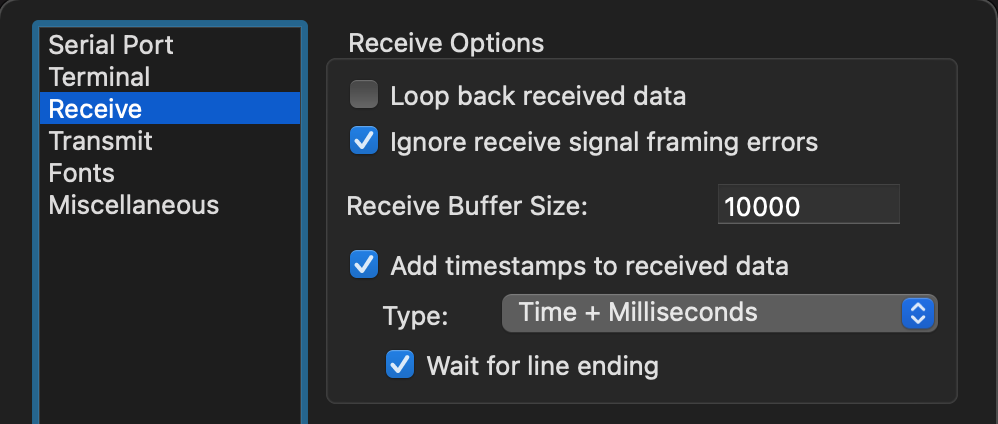 Serial Port
Terminal
Receive
Transmit
Fonts
Miscellaneous
Receive Options
Loop back received data
Ignore receive signal framing errors
Receive Buffer Size: 10000
Add timestamps to received data
Type: Time + Milliseconds
Wait for line ending